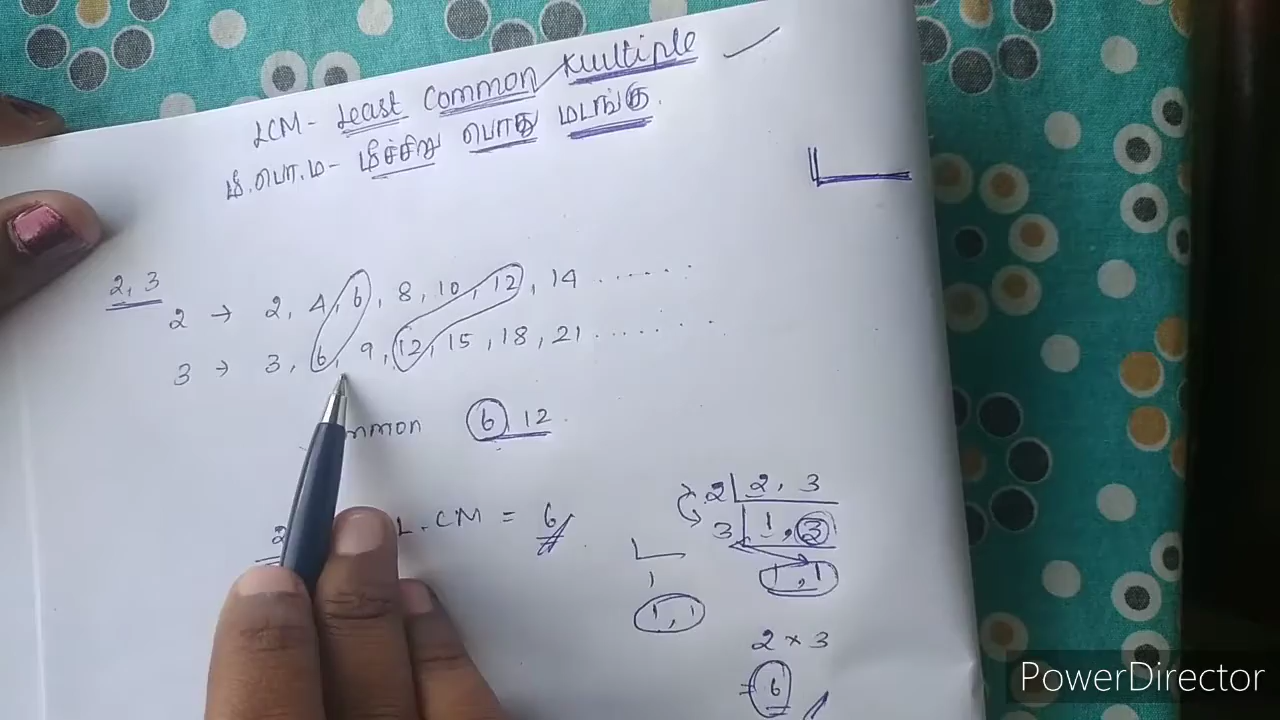 LCM - Least Common Multiple
மீ.பொ.ம - மீச்சிறு பொது மடங்கு.
2, 3
2 → 2, 4, 6, 8, 10, 12, 14 ......
3 → 3, 6, 9, 12, 15, 18, 21 ........
6, 12.
2
L.CM = 6
2 2, 3
3 1, 3
1, 1
1
1, 1
2 × 3
= 6
PowerDirector